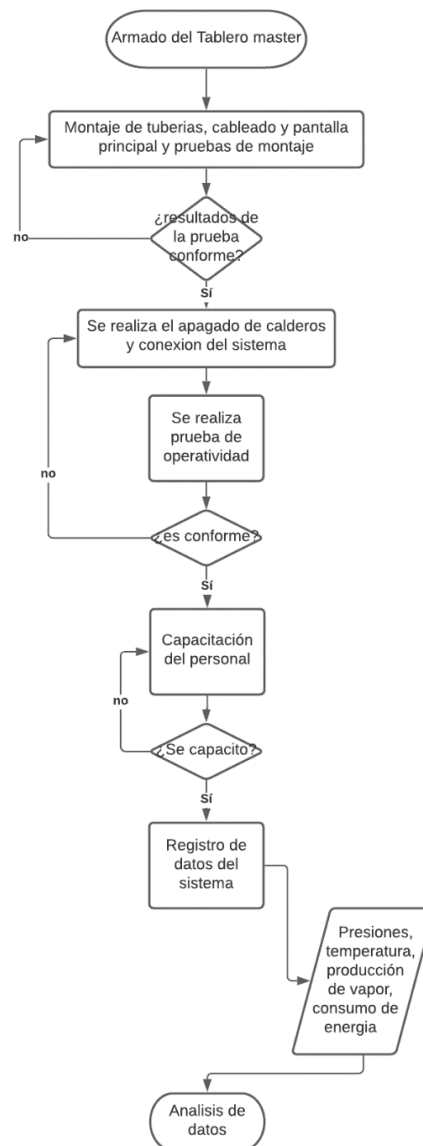 Armado del Tablero master
Montaje de tuberias, cableado y pantalla
principal y pruebas de montaje
¿resultados de
la prueba
conforme?
no
Sí
Se realiza el apagado de calderos
y conexion del sistema
Se realiza
prueba de
operatividad
no
¿es conforme?
Sí
Capacitación
del personal
no
¿Se capacito?
Sí
Registro de
datos del
sistema
Presiones,
temperatura,
producción
de vapor,
consumo de
energia
Analisis de
datos